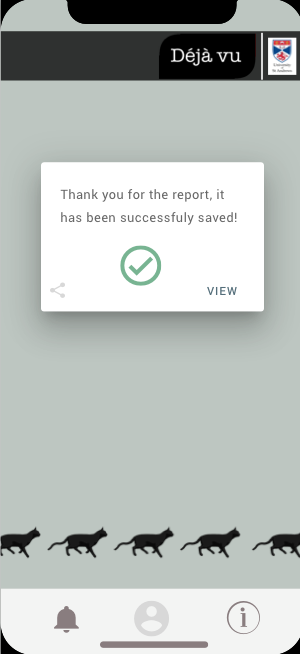 Déjà vu
University
of
St Andrews
Thank you for the report, it
has been successfuly saved!
VIEW
i